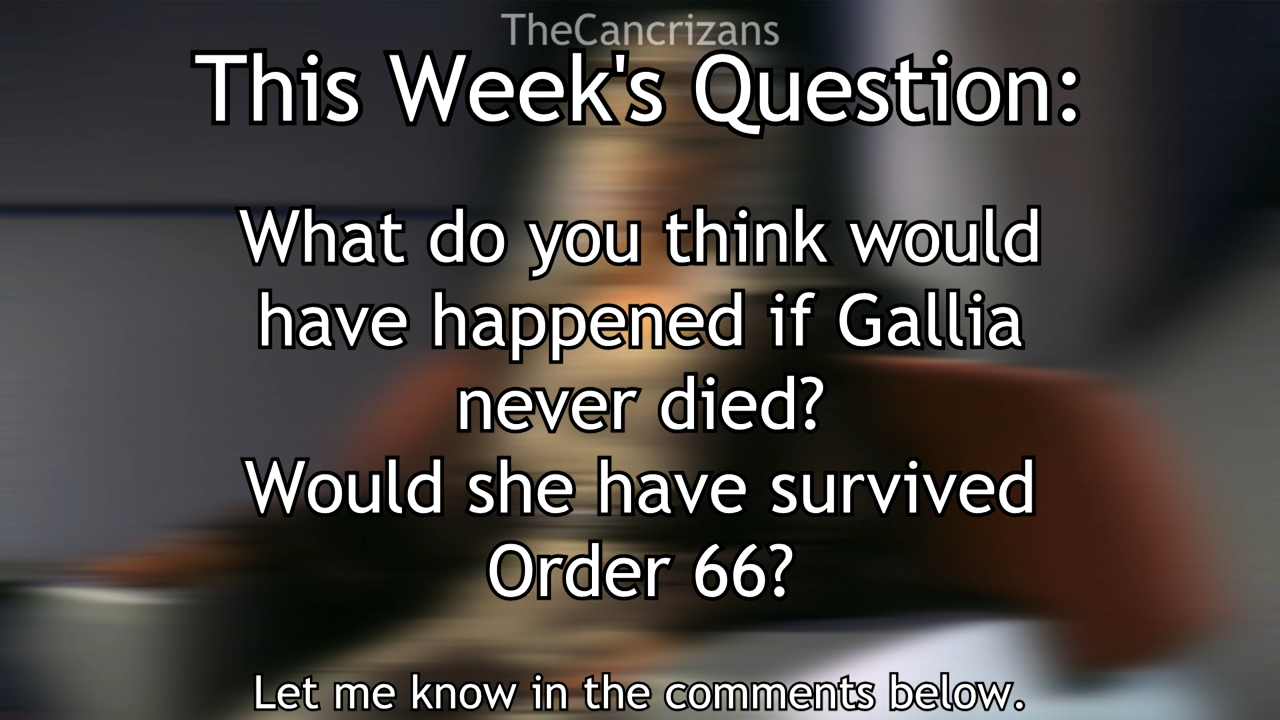 TheCancrizans
This Week's Question:
What do you think would
have happened if Gallia
never died?
Would she have survived
Order 66?
Let me know in the comments below.